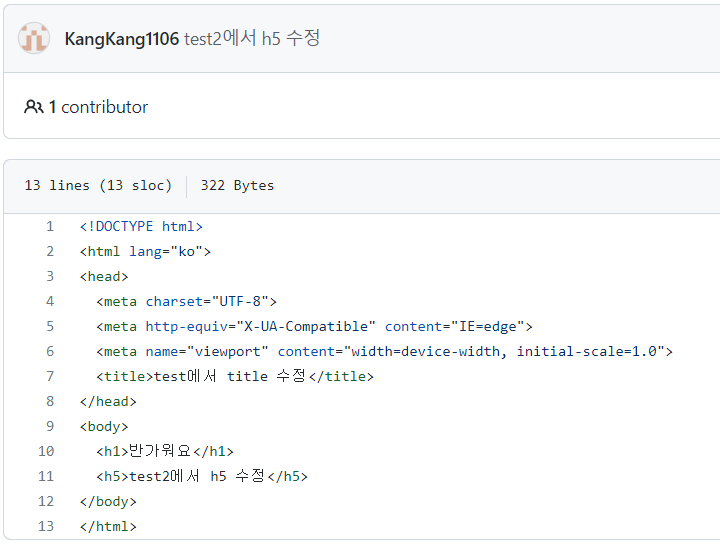 KangKang1106 test2에서 h5 수정
1 contributor
13 lines (13 sloc) 322 Bytes
1 <!DOCTYPE html>
2 <html lang="ko">
3 <head>
4 <meta charset="UTF-8">
5 <meta http-equiv="X-UA-Compatible" content="IE=edge">
6 <meta name="viewport" content="width=device-width, initial-scale=1.0">
7 <title>test에서 title 수정</title>
8 </head>
9 <body>
10 <h1>반가워요</h1>
11 <h5>test2에서 h5 수정</h5>
12 </body>
13 </html>